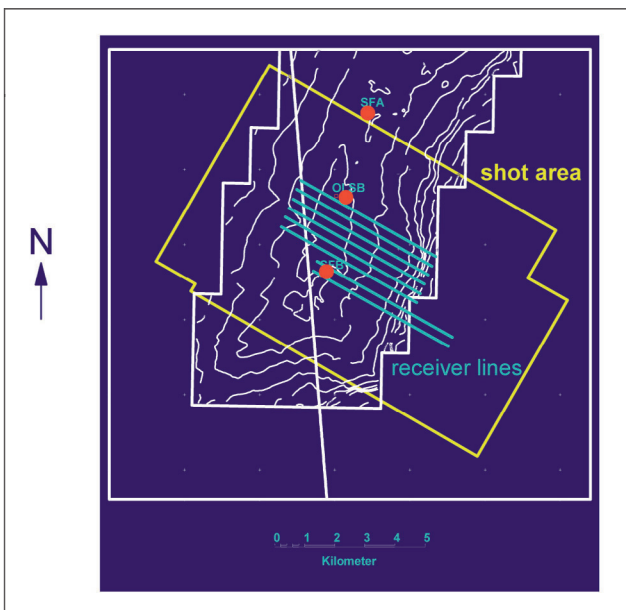 SFA
shot area
OLSB
N
SFB
receiver lines
0 1 2 3 4 5
Kilometer